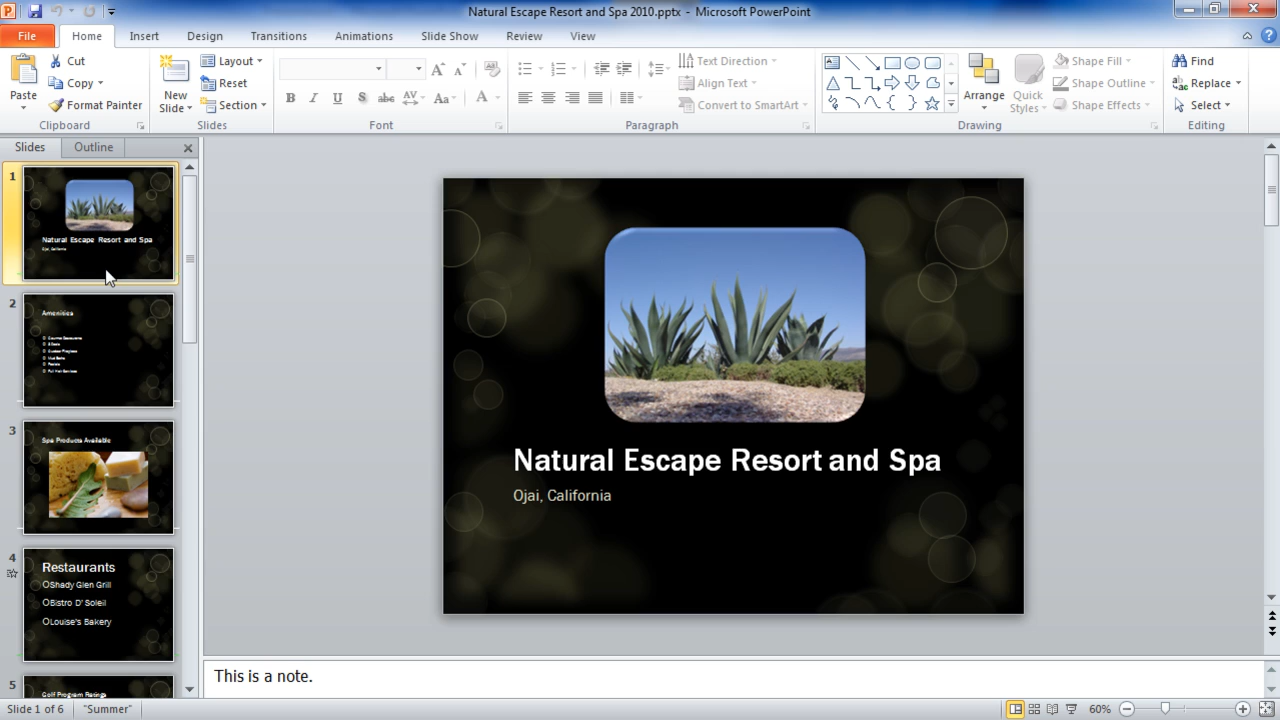 Natural Escape Resort and Spa 2010.pptx - Microsoft PowerPoint
File Home Insert Design Transitions Animations Slide Show Review View
Paste
Cut
Copy
Format Painter
Clipboard
New Slide
Layout
Reset
Section
Slides
Font
Text Direction
Align Text
Convert to SmartArt
Paragraph
Arrange
Quick Styles
Shape Fill
Shape Outline
Shape Effects
Drawing
Find
Replace
Select
Editing
Slides Outline
1
Natural Escape Resort and Spa
Ojai, California
2
Amenities
3
Spa Products Available
4
Restaurants
Shady Glen Grill
Bistro D' Soleil
Louise's Bakery
5
Golf Program Ratings
Natural Escape Resort and Spa
Ojai, California
This is a note.
Slide 1 of 6 "Summer" 60%